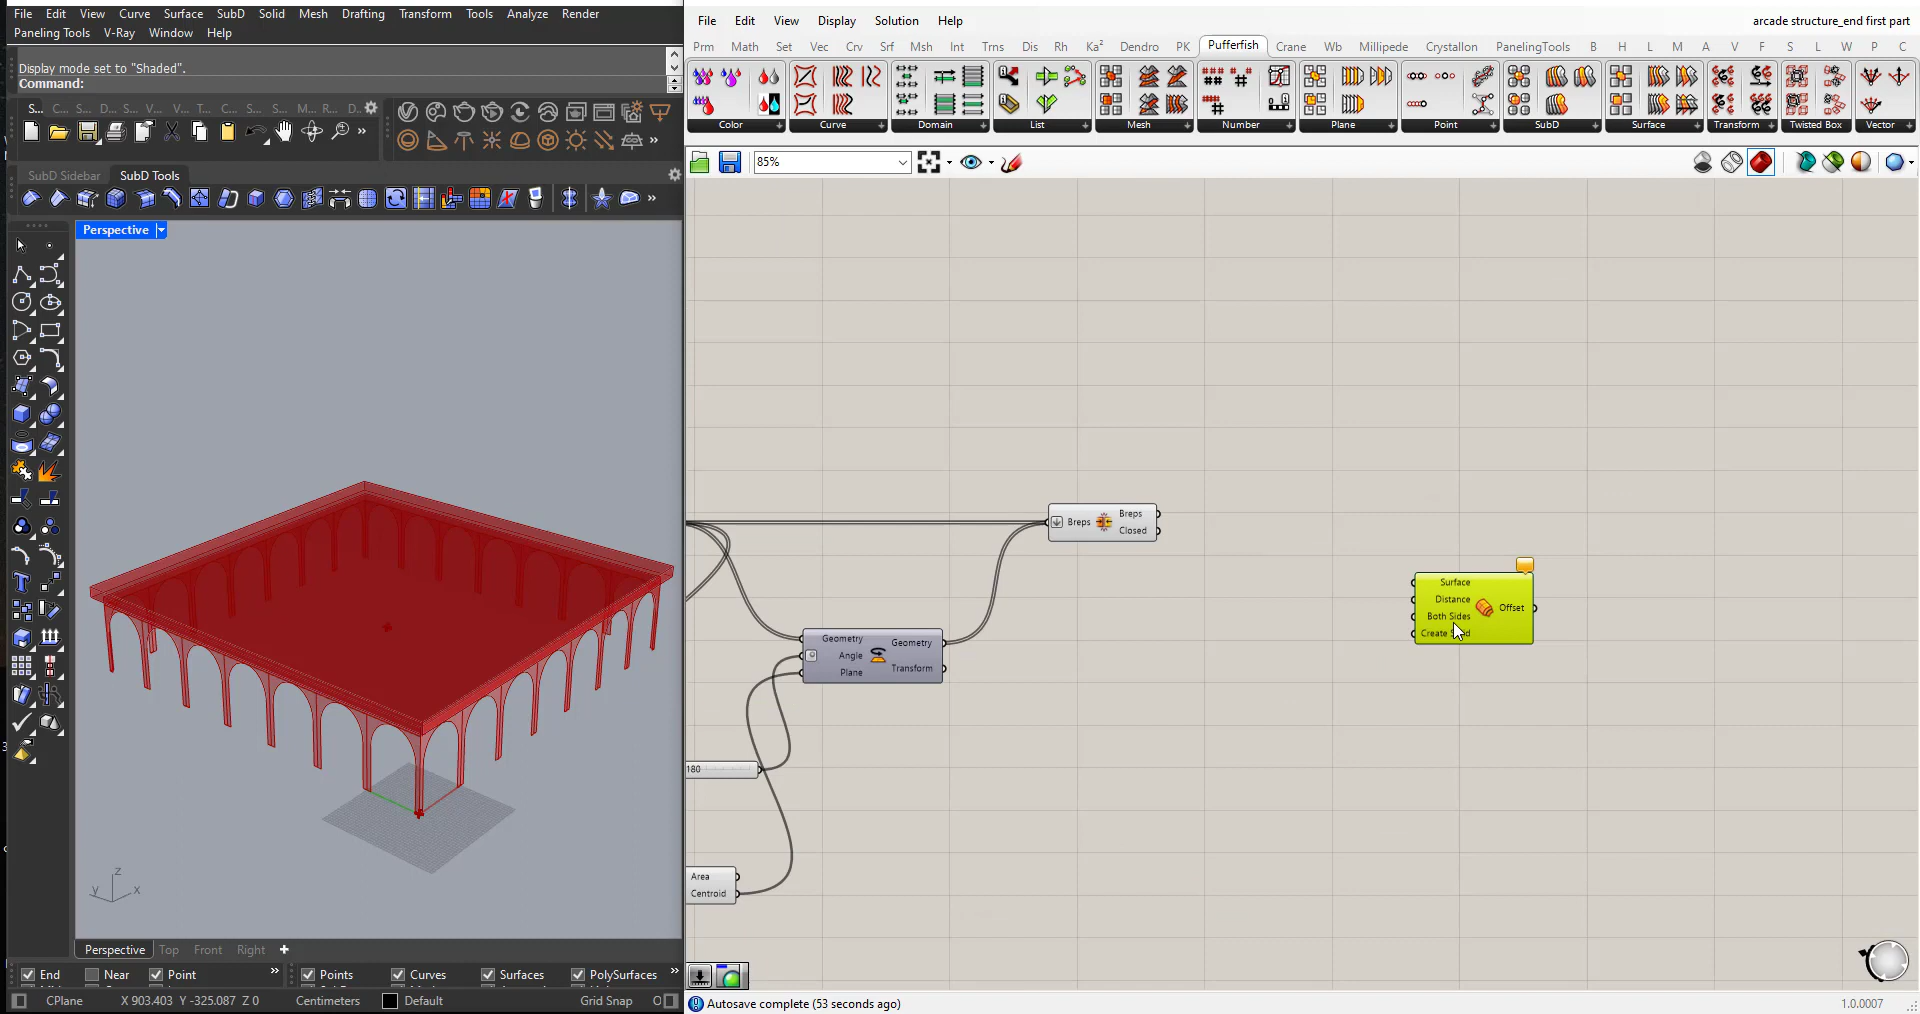 File Edit View Curve Surface SubD Solid Mesh Drafting Transform Tools Analyze Render
Paneling Tools V-Ray Window Help
Display mode set to "Shaded".
Command:
S... C... S... D... S... V... V... T... C... S... S... M... R... D..
SubD Sidebar SubD Tools
Perspective
z
y x
Perspective Top Front Right
End Near Point Points Curves Surfaces PolySurfaces
CPlane X 903.403 Y -325.087 Z 0 Centimeters Default Grid Snap O
File Edit View Display Solution Help arcade structure_end first part
Prm Math Set Vec Crv Srf Msh Int Trns Dis Rh Ka² Dendro PK Pufferfish Crane Wb Millipede Crystallon PanelingTools B H L M A V F S L W P C
Color Curve Domain List Mesh Number Plane Point SubD Surface Transform Twisted Box Vector
85%
Breps Breps
Closed
Surface
Distance
Both Sides
Offset
Geometry
Angle
Plane
Geometry
Transform
180
Area
Centroid
Autosave complete (53 seconds ago) 1.0.0007